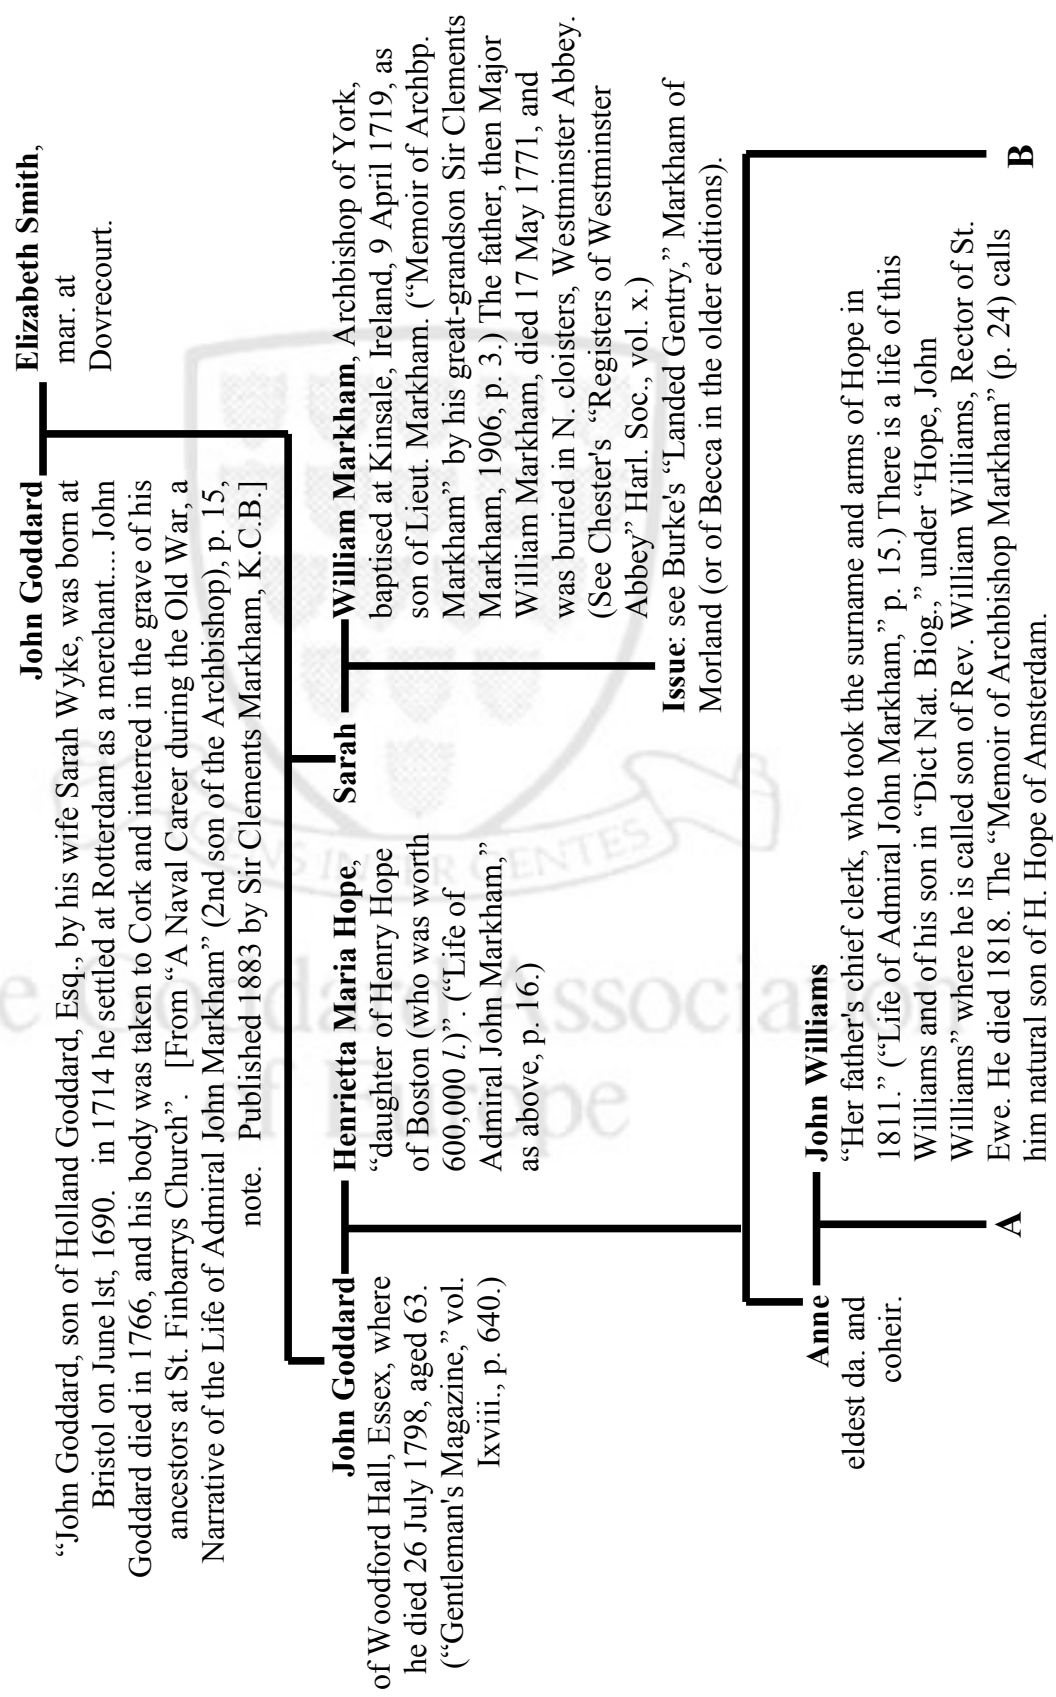 John Goddard
Elizabeth Smith,
mar. at
Dovrecourt.
“John Goddard, son of Holland Goddard, Esq., by his wife Sarah Wyke, was born at
Bristol on June lst, 1690. in 1714 he settled at Rotterdam as a merchant.... John
Goddard died in 1766, and his body was taken to Cork and interred in the grave of his
ancestors at St. Finbarrys Church”. [From “A Naval Career during the Old War, a
Narrative of the Life of Admiral John Markham” (2nd son of the Archbishop), p. 15,
note. Published 1883 by Sir Clements Markham, K.C.B.]
John Goddard
of Woodford Hall, Essex, where
he died 26 July 1798, aged 63.
(“Gentleman's Magazine,” vol.
Ixviii., p. 640.)
Henrietta Maria Hope,
“daughter of Henry Hope
of Boston (who was worth
600,000 l.)”. (“Life of
Admiral John Markham,”
as above, p. 16.)
Sarah
William Markham, Archbishop of York,
baptised at Kinsale, Ireland, 9 April 1719, as
son of Lieut. Markham. (“Memoir of Archbp.
Markham” by his great-grandson Sir Clements
Markham, 1906, p. 3.) The father, then Major
William Markham, died 17 May 1771, and
was buried in N. cloisters, Westminster Abbey.
(See Chester's “Registers of Westminster
Abbey” Harl. Soc., vol. x.)
Issue: see Burke's “Landed Gentry,” Markham of
Morland (or of Becca in the older editions).
Anne
eldest da. and
coheir.
John Williams
“Her father's chief clerk, who took the surname and arms of Hope in
1811.” (“Life of Admiral John Markham,” p. 15.) There is a life of this
Williams and of his son in “Dict Nat. Biog.,” under “Hope, John
Williams” where he is called son of Rev. William Williams, Rector of St.
Ewe. He died 1818. The “Memoir of Archbishop Markham” (p. 24) calls
him natural son of H. Hope of Amsterdam.
A
B
GENS INTER GENTES
e Goddard Association
of Europe